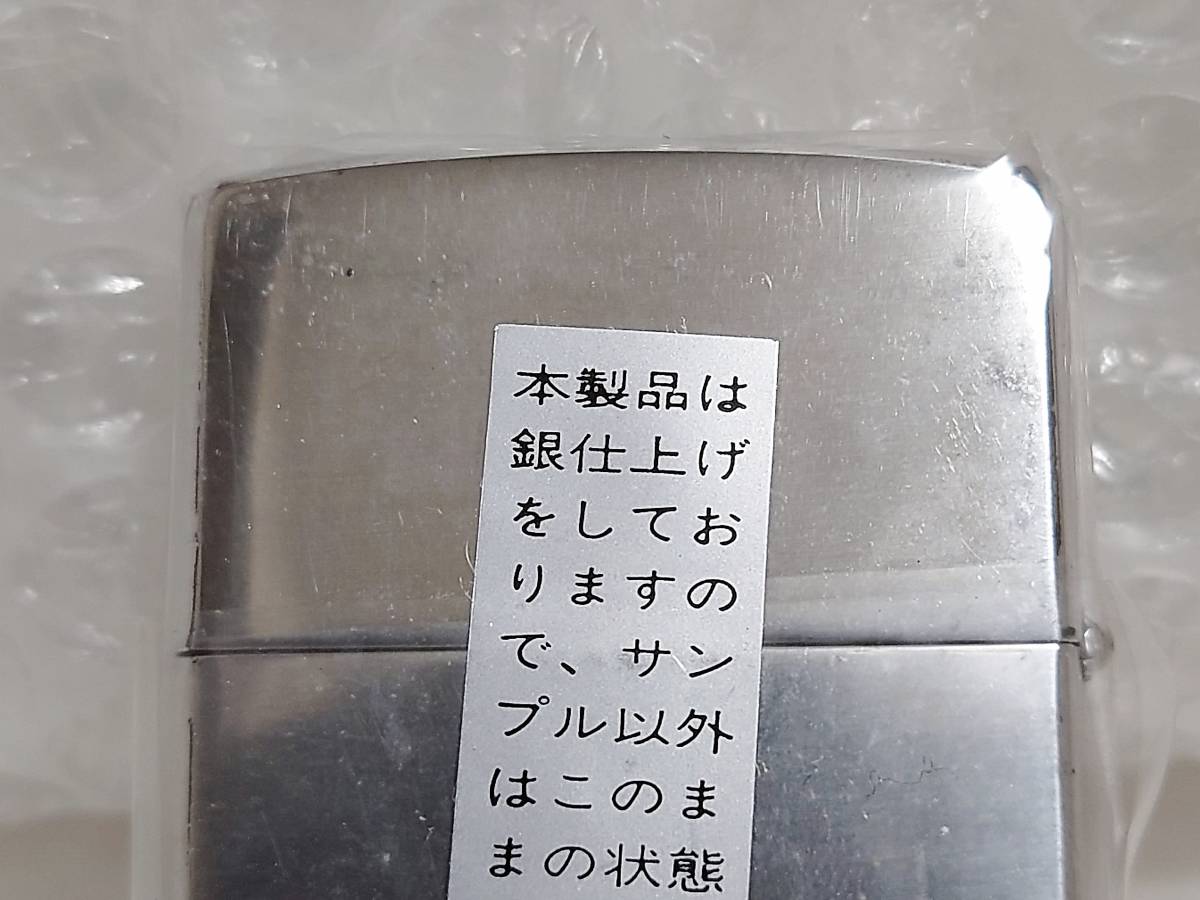 本製品は
銀仕上げ
をしてお
りますの
で、サン
プル以外
はこのま
まの状態